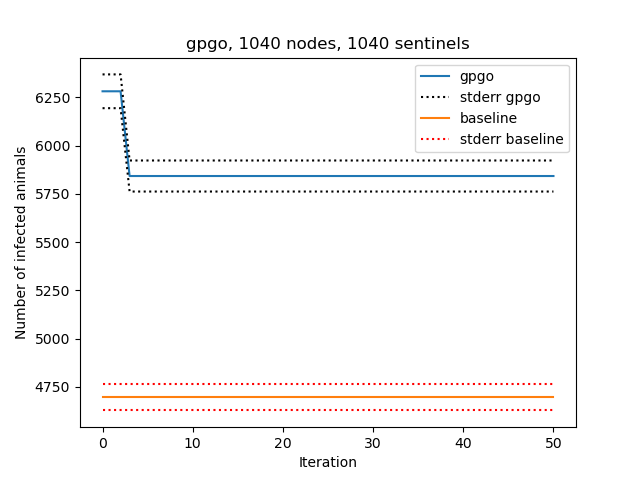 gpgo, 1040 nodes, 1040 sentinels
gpgo
stderr gpgo
baseline
stderr baseline
Number of infected animals
6250
6000
5750
5500
5250
5000
4750
0 10 20 30 40 50
Iteration